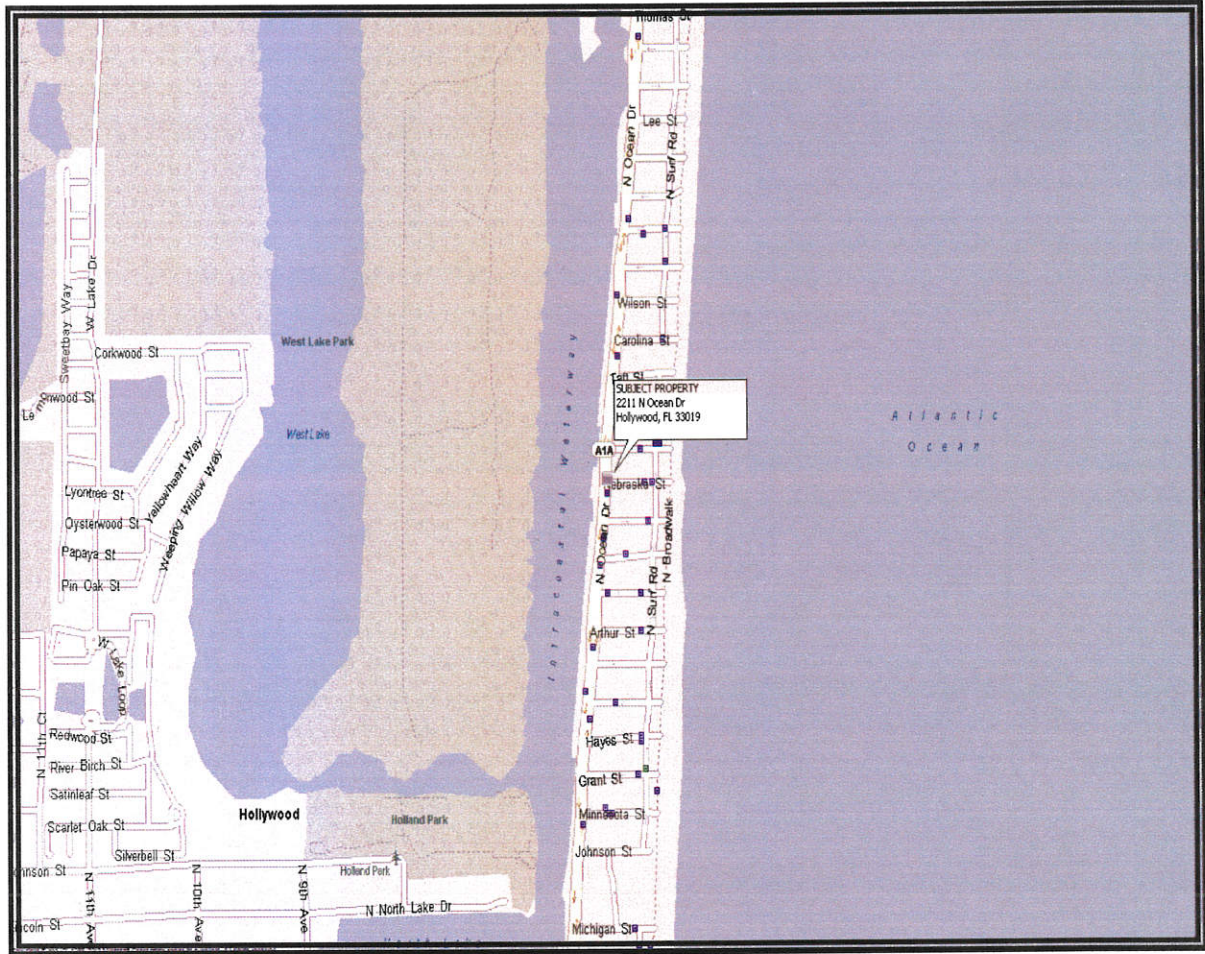 Thomas St
N Ocean Dr
Lee St
N Surf Rd
Sweetbay Way
W Lake Dr
Wilson St
West Lake Park
Carolina St
Corkwood St
Taft St
SUBJECT PROPERTY
2211 N Ocean Dr
Hollywood, FL 33019
Atlantic
Ocean
West Lake
Intracoastal Waterway
A1A
Yellowheart Way
Weeping Willow Way
Lyontree St
Oysterwood St
Papaya St
Pin Oak St
N Ocean Dr
N Surf Rd
N Broadwalk
Arthur St
W Lake Loop
N 11th Ct
Redwood St
River Birch St
Satinleaf St
Scarlet Oak St
Silverbell St
Hayes St
Grant St
Minnesota St
Johnson St
Hollywood
Holland Park
Holland Park
N 11th Ave
N 10th Ave
N 9th Ave
N North Lake Dr
Michigan St